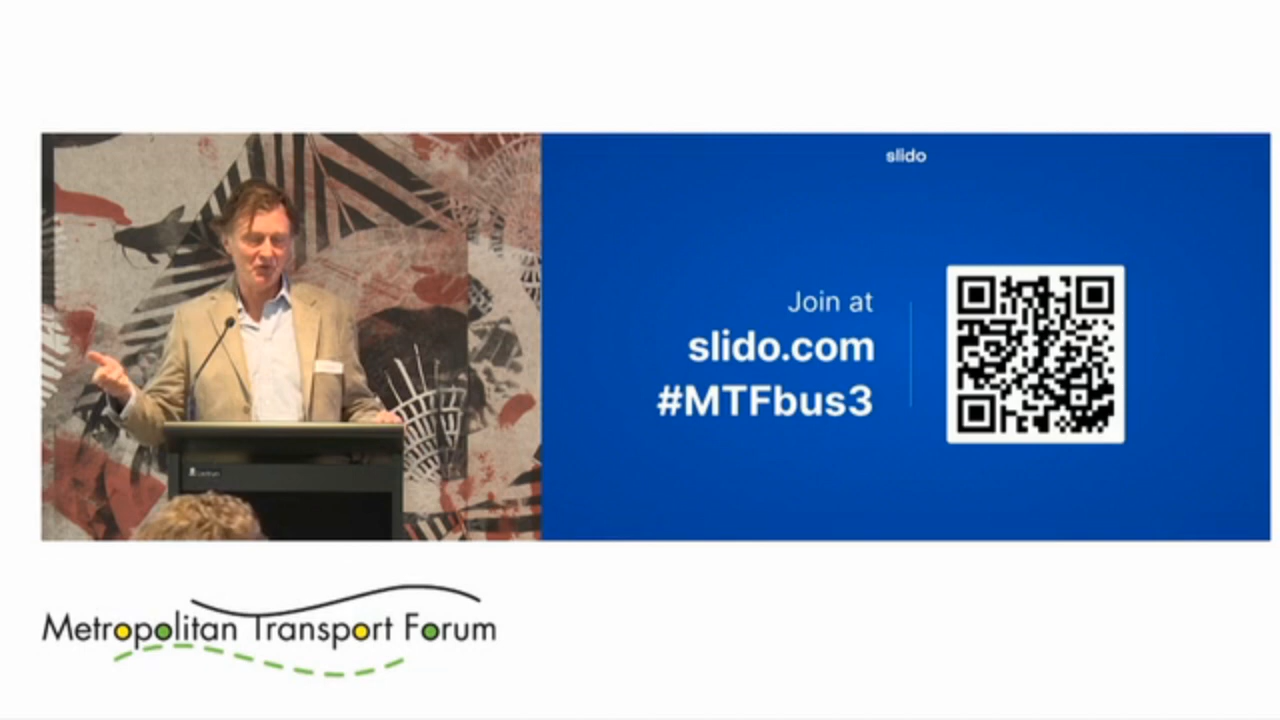 slido
Join at
slido.com
#MTFbus3
Metropolitan Transport Forum